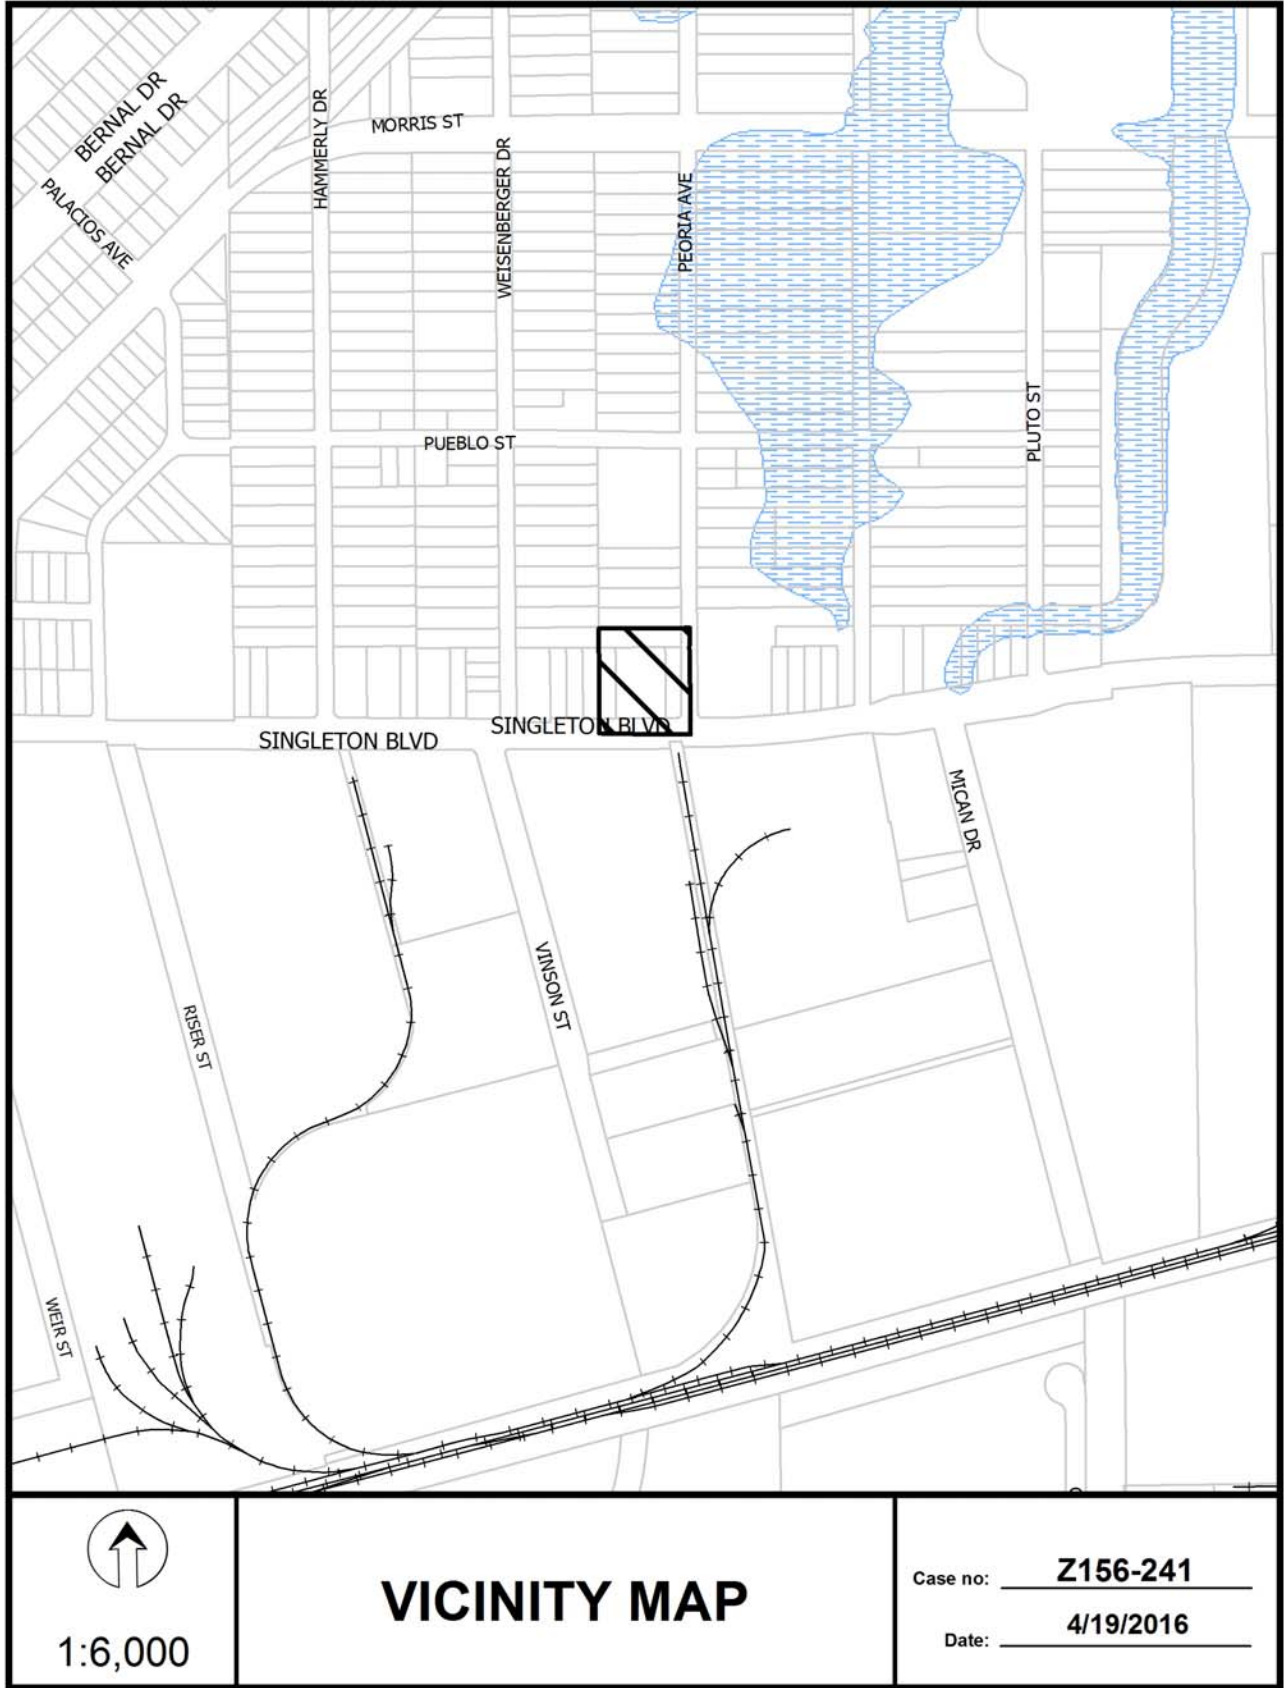 BERNAL DR
BERNAL DR
PALACIOS AVE
HAMMERLY DR
MORRIS ST
WEISENBERGER DR
PEORIA AVE
PUEBLO ST
PLUTO ST
SINGLETON BLVD
SINGLETON BLVD
MICAN DR
VINSON ST
RISER ST
WEIR ST
1:6,000
VICINITY MAP
Case no: Z156-241
Date: 4/19/2016